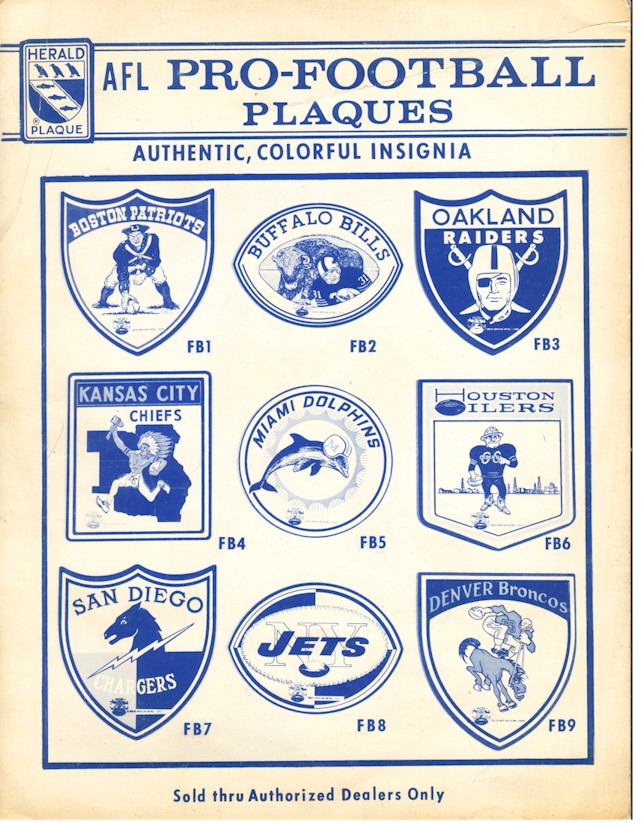 HERALD
PLAQUE
®
AFL PRO-FOOTBALL
PLAQUES
AUTHENTIC, COLORFUL INSIGNIA
BOSTON PATRIOTS
FB1
BUFFALO BILLS
31
31
FB2
OAKLAND
RAIDERS
FB3
KANSAS CITY
CHIEFS
FB4
MIAMI DOLPHINS
FB5
HOUSTON
OILERS
FB6
SAN DIEGO
CHARGERS
FB7
NY
JETS
FB8
DENVER Broncos
FB9
Sold thru Authorized Dealers Only